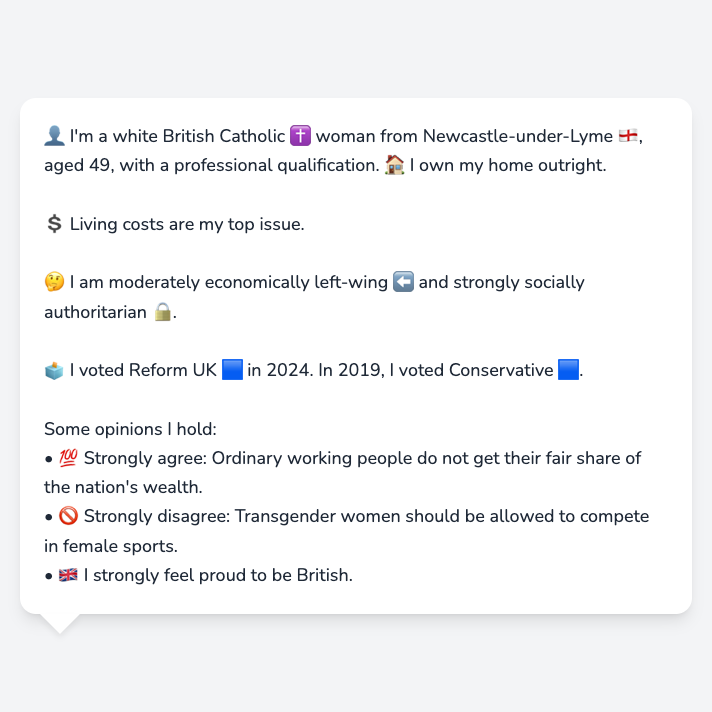 👤 I'm a white British Catholic ✝️ woman from Newcastle-under-Lyme 🏴󠁧󠁢󠁥󠁮󠁧󠁿,
aged 49, with a professional qualification. 🏠 I own my home outright.
💲 Living costs are my top issue.
🤔 I am moderately economically left-wing ⬅️ and strongly socially
authoritarian 🔒.
🗳️ I voted Reform UK 🟦 in 2024. In 2019, I voted Conservative 🟦.
Some opinions I hold:
• 💯 Strongly agree: Ordinary working people do not get their fair share of
the nation's wealth.
• 🚫 Strongly disagree: Transgender women should be allowed to compete
in female sports.
• 🇬🇧 I strongly feel proud to be British.